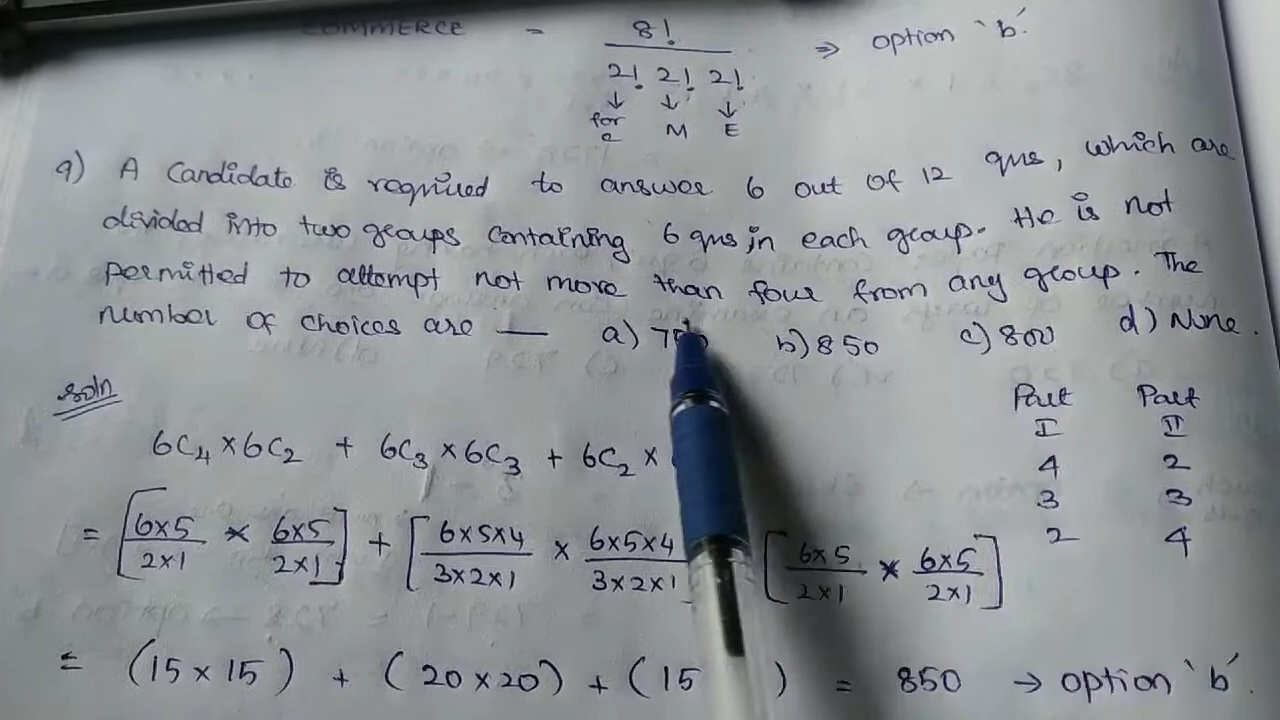 COMMERCE = 8! / 2! 2! 2! ⇒ option 'b'.
↓ ↓ ↓
for M E
9) A Candidate is required to answer 6 out of 12 qns, which are
divided into two groups containing 6 qns in each group. He is not
permitted to attempt not more than four from any group. The
number of choices are — a) 7 b) 850 c) 800 d) None.
Soln
Part Part
I II
6C₄ × 6C₂ + 6C₃ × 6C₃ + 6C₂ × 4 2
3 3
= [6×5 / 2×1 × 6×5 / 2×1] + [6×5×4 / 3×2×1 × 6×5×4 / 3×2×1 [6×5 / 2×1 × 6×5 / 2×1] 2 4
= (15×15) + (20×20) + (15 ) = 850 → option 'b'.